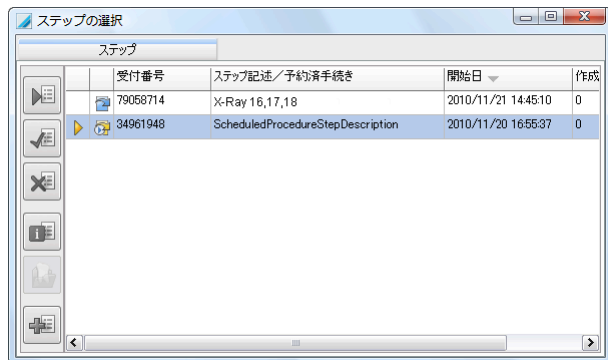 ステップの選択
ステップ
受付番号 ステップ記述／予約済手続き 開始日 作成
79058714 X-Ray 16,17,18 2010/11/21 14:45:10 0
34961948 ScheduledProcedureStepDescription 2010/11/20 16:55:37 0